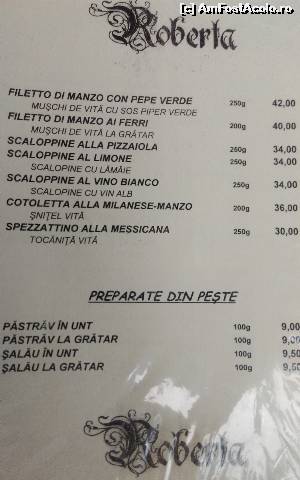 (c) AmFostAcolo.ro
Roberta
FILETTO DI MANZO CON PEPE VERDE 250g 42,00
MUȘCHI DE VITĂ CU SOS PIPER VERDE
FILETTO DI MANZO AI FERRI 200g 40,00
MUȘCHI DE VITĂ LA GRĂTAR
SCALOPPINE ALLA PIZZAIOLA 250g 34,00
SCALOPPINE AL LIMONE 250g 34,00
SCALOPINE CU LĂMÂIE
SCALOPPINE AL VINO BIANCO 250g 34,00
SCALOPINE CU VIN ALB
COTOLETTA ALLA MILANESE-MANZO 200g 36,00
ȘNIȚEL VITĂ
SPEZZATTINO ALLA MESSICANA 250g 30,00
TOCĂNIȚĂ VITĂ
PREPARATE DIN PEȘTE
PĂSTRĂV ÎN UNT 100g 9,00
PĂSTRĂV LA GRĂTAR 100g 9,00
ȘALĂU ÎN UNT 100g 9,50
ȘALĂU LA GRĂTAR 100g 9,50
Roberta